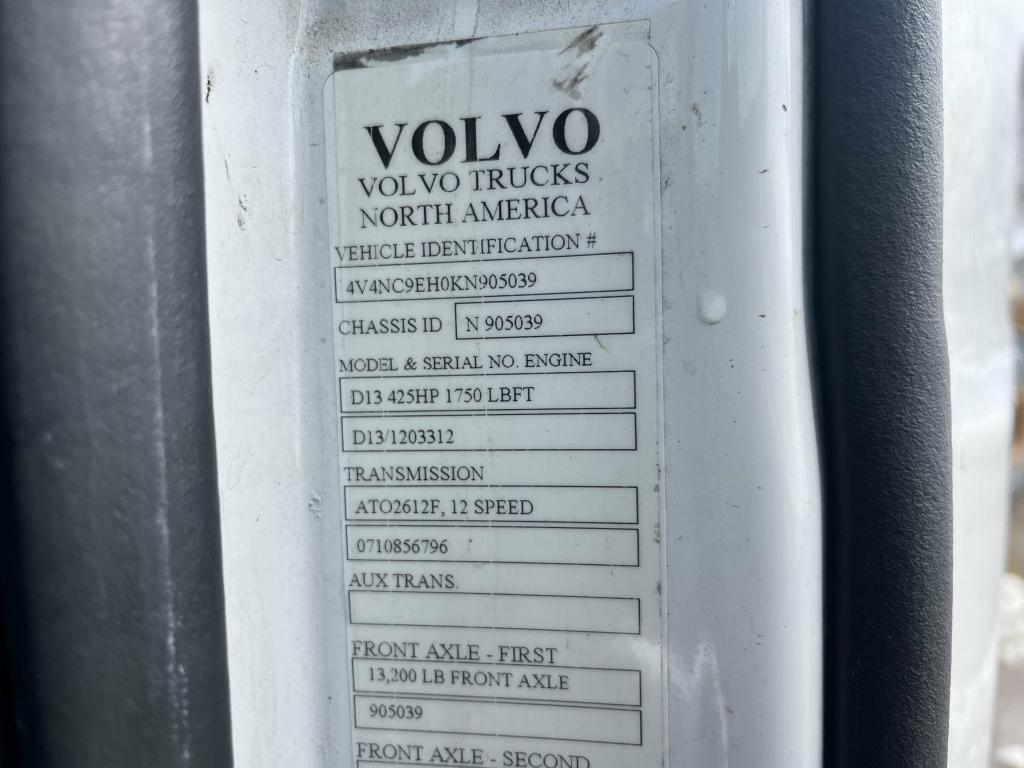 VOLVO
VOLVO TRUCKS
NORTH AMERICA
VEHICLE IDENTIFICATION #
4V4NC9EH0KN905039
CHASSIS ID N 905039
MODEL & SERIAL NO. ENGINE
D13 425HP 1750 LBFT
D13/1203312
TRANSMISSION
ATO2612F, 12 SPEED
0710856796
AUX TRANS.
FRONT AXLE - FIRST
13,200 LB FRONT AXLE
905039
FRONT AXLE - SECOND